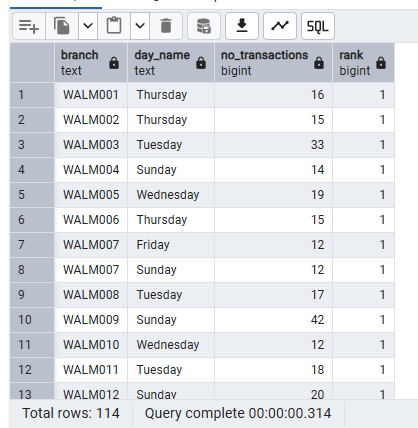 SQL
branch day_name no_transactions rank
text text bigint bigint
1 WALM001 Thursday 16 1
2 WALM002 Thursday 15 1
3 WALM003 Tuesday 33 1
4 WALM004 Sunday 14 1
5 WALM005 Wednesday 19 1
6 WALM006 Thursday 15 1
7 WALM007 Friday 12 1
8 WALM007 Sunday 12 1
9 WALM008 Tuesday 17 1
10 WALM009 Sunday 42 1
11 WALM010 Wednesday 12 1
12 WALM011 Tuesday 18 1
13 WALM012 Sunday 20 1
Total rows: 114 Query complete 00:00:00.314